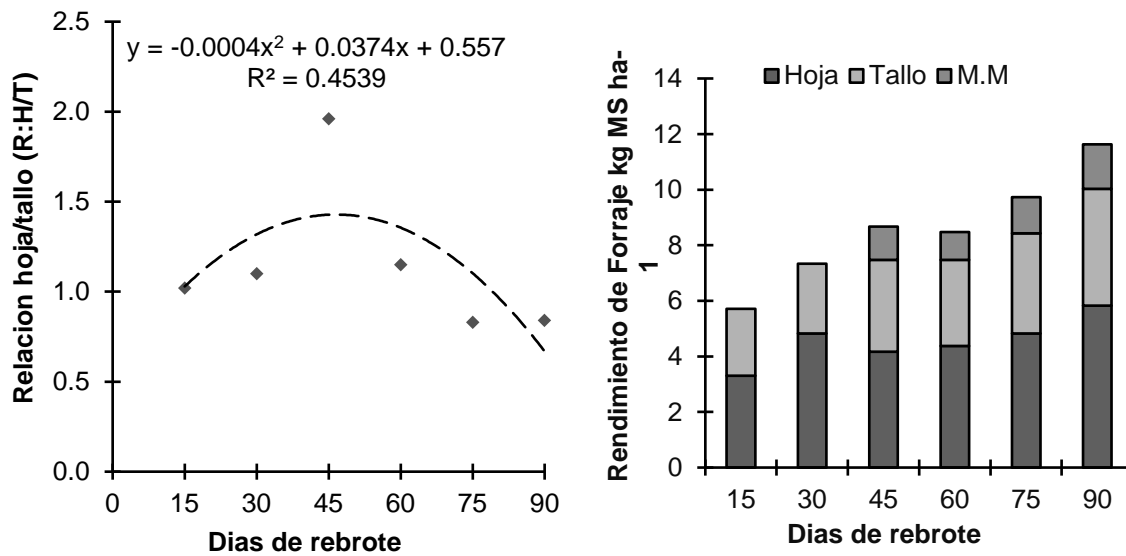 2.5
2.0
1.5
1.0
0.5
0.0
Relacion hoja/tallo (R:H/T)
y = -0.0004x² + 0.0374x + 0.557
R² = 0.4539
0 15 30 45 60 75 90
Dias de rebrote
Rendimiento de Forraje kg MS ha-
1
Hoja Tallo M.M
14
12
10
8
6
4
2
0
15 30 45 60 75 90
Dias de rebrote